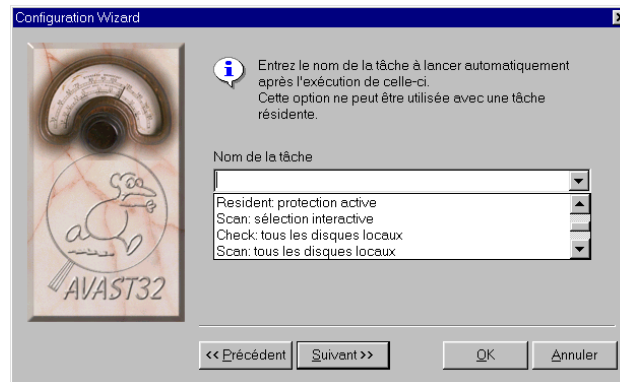 Configuration Wizard
Entrez le nom de la tâche à lancer automatiquement
après l'exécution de celle-ci.
Cette option ne peut être utilisée avec une tâche
résidente.
Nom de la tâche
Resident: protection active
Scan: sélection interactive
Check: tous les disques locaux
Scan: tous les disques locaux
AVAST32
<< Précédent
Suivant >>
OK
Annuler